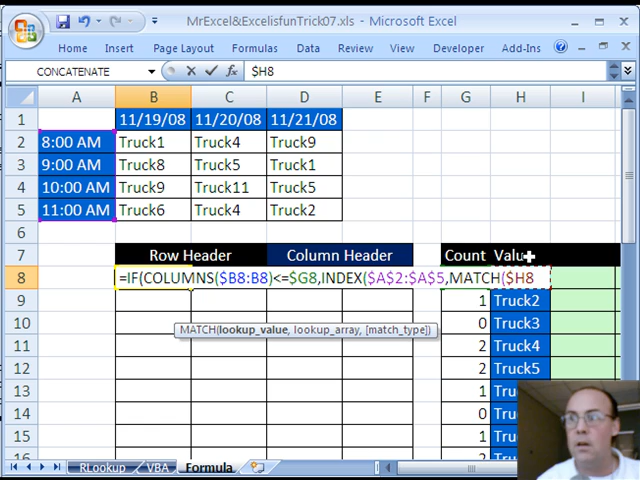 MrExcel&ExcelisfunTrick07.xls - Microsoft Excel
Home Insert Page Layout Formulas Data Review View Developer Add-Ins
CONCATENATE fx $H8
A B C D E F G H I
1 11/19/08 11/20/08 11/21/08
2 8:00 AM Truck1 Truck4 Truck9
3 9:00 AM Truck8 Truck5 Truck1
4 10:00 AM Truck9 Truck11 Truck5
5 11:00 AM Truck6 Truck4 Truck2
6
7 Row Header Column Header Count Valu
8 =IF(COLUMNS($B8:B8)<=$G8,INDEX($A$2:$A$5,MATCH($H8
9 1 Truck2
MATCH(lookup_value, lookup_array, [match_type])
10 0 Truck3
11 2 Truck4
12 2 Truck5
13 1
14 0
15 1
16 2
RLookup VBA Formula